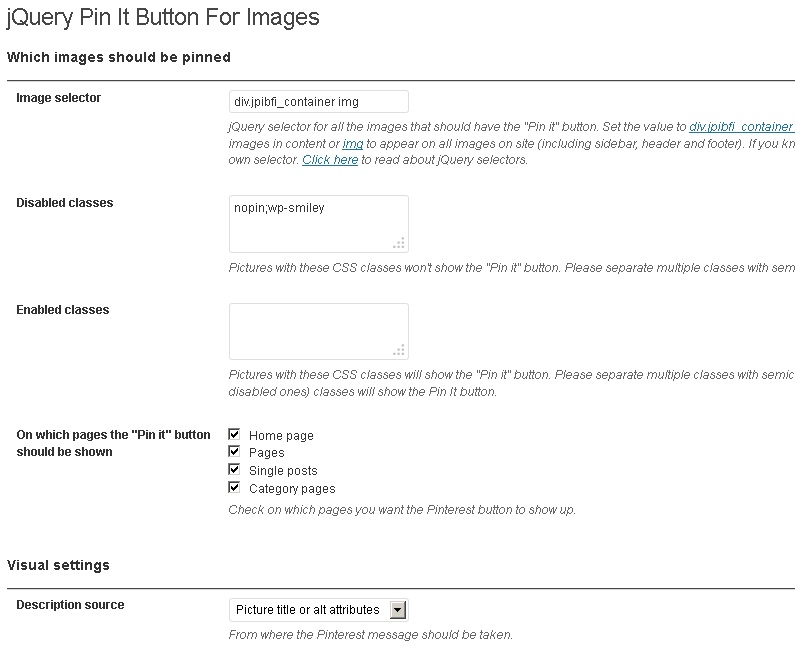 jQuery Pin It Button For Images
Which images should be pinned
Image selector
div.jpibfi_container img
jQuery selector for all the images that should have the "Pin it" button. Set the value to div.jpibfi_container
images in content or img to appear on all images on site (including sidebar, header and footer). If you kn
own selector. Click here to read about jQuery selectors.
Disabled classes
nopin;wp-smiley
Pictures with these CSS classes won't show the "Pin it" button. Please separate multiple classes with sem
Enabled classes
Pictures with these CSS classes will show the "Pin it" button. Please separate multiple classes with semic
disabled ones) classes will show the Pin It button.
On which pages the "Pin it" button
should be shown
Home page
Pages
Single posts
Category pages
Check on which pages you want the Pinterest button to show up.
Visual settings
Description source
Picture title or alt attributes
From where the Pinterest message should be taken.